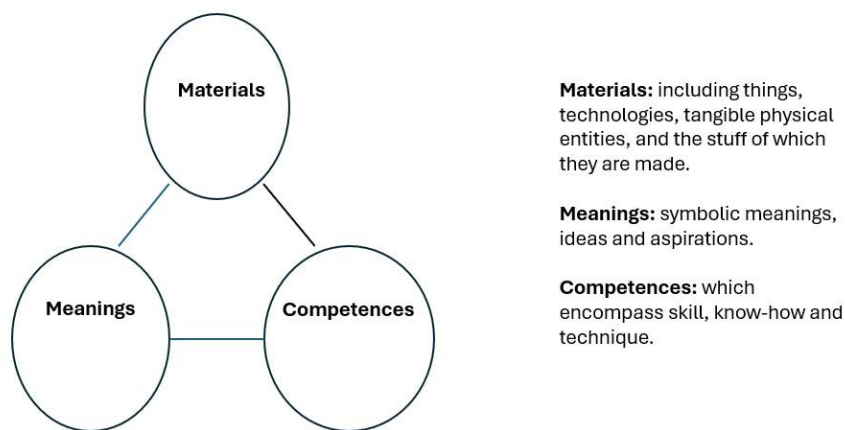 Materials
Meanings
Competences
Materials: including things,
technologies, tangible physical
entities, and the stuff of which
they are made.
Meanings: symbolic meanings,
ideas and aspirations.
Competences: which
encompass skill, know-how and
technique.